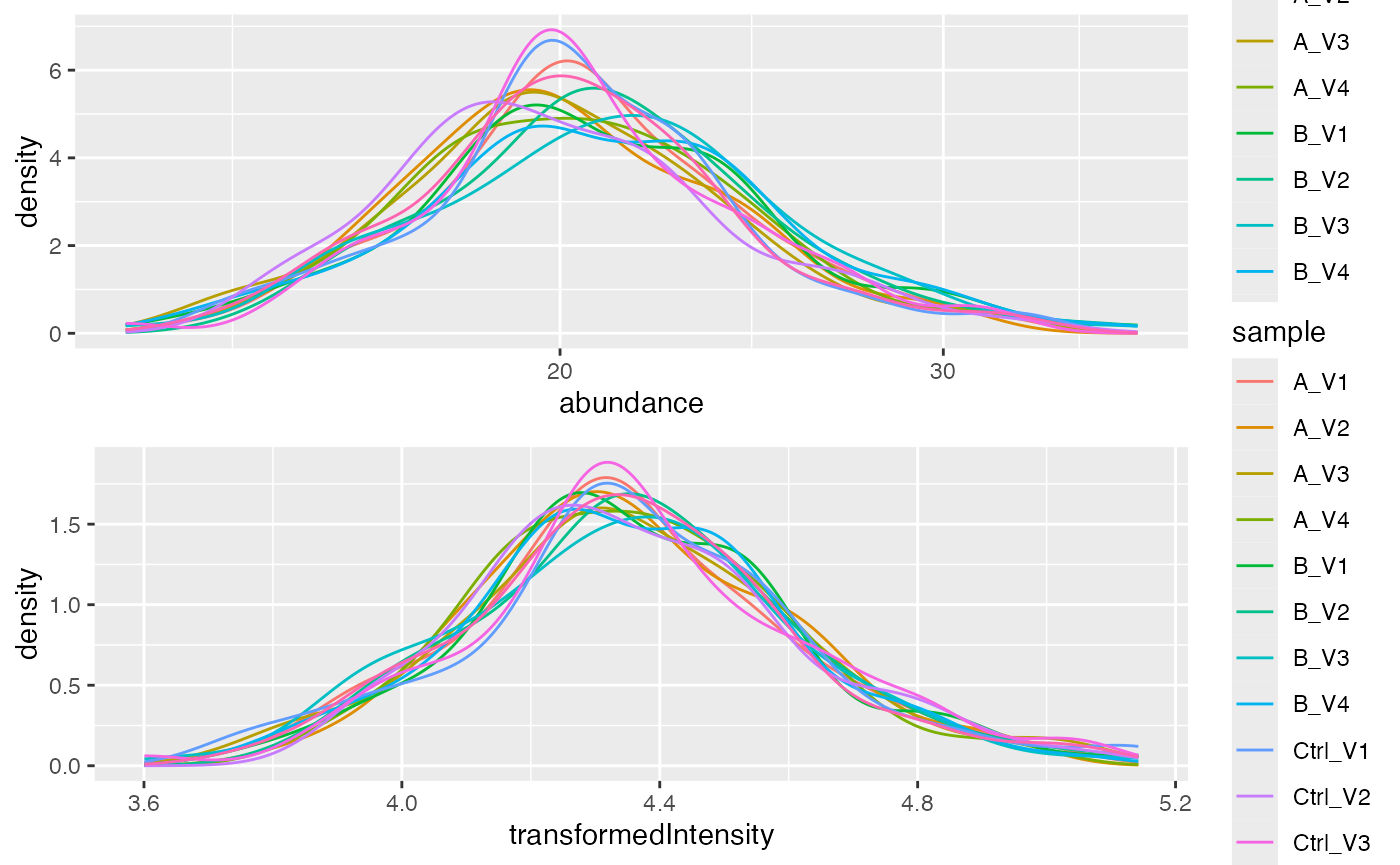 6
4
2
0
density
20
30
abundance
A_V3
A_V4
B_V1
B_V2
B_V3
B_V4
1.5
1.0
0.5
0.0
density
3.6
4.0
4.4
4.8
5.2
transformedIntensity
sample
A_V1
A_V2
A_V3
A_V4
B_V1
B_V2
B_V3
B_V4
Ctrl_V1
Ctrl_V2
Ctrl_V3